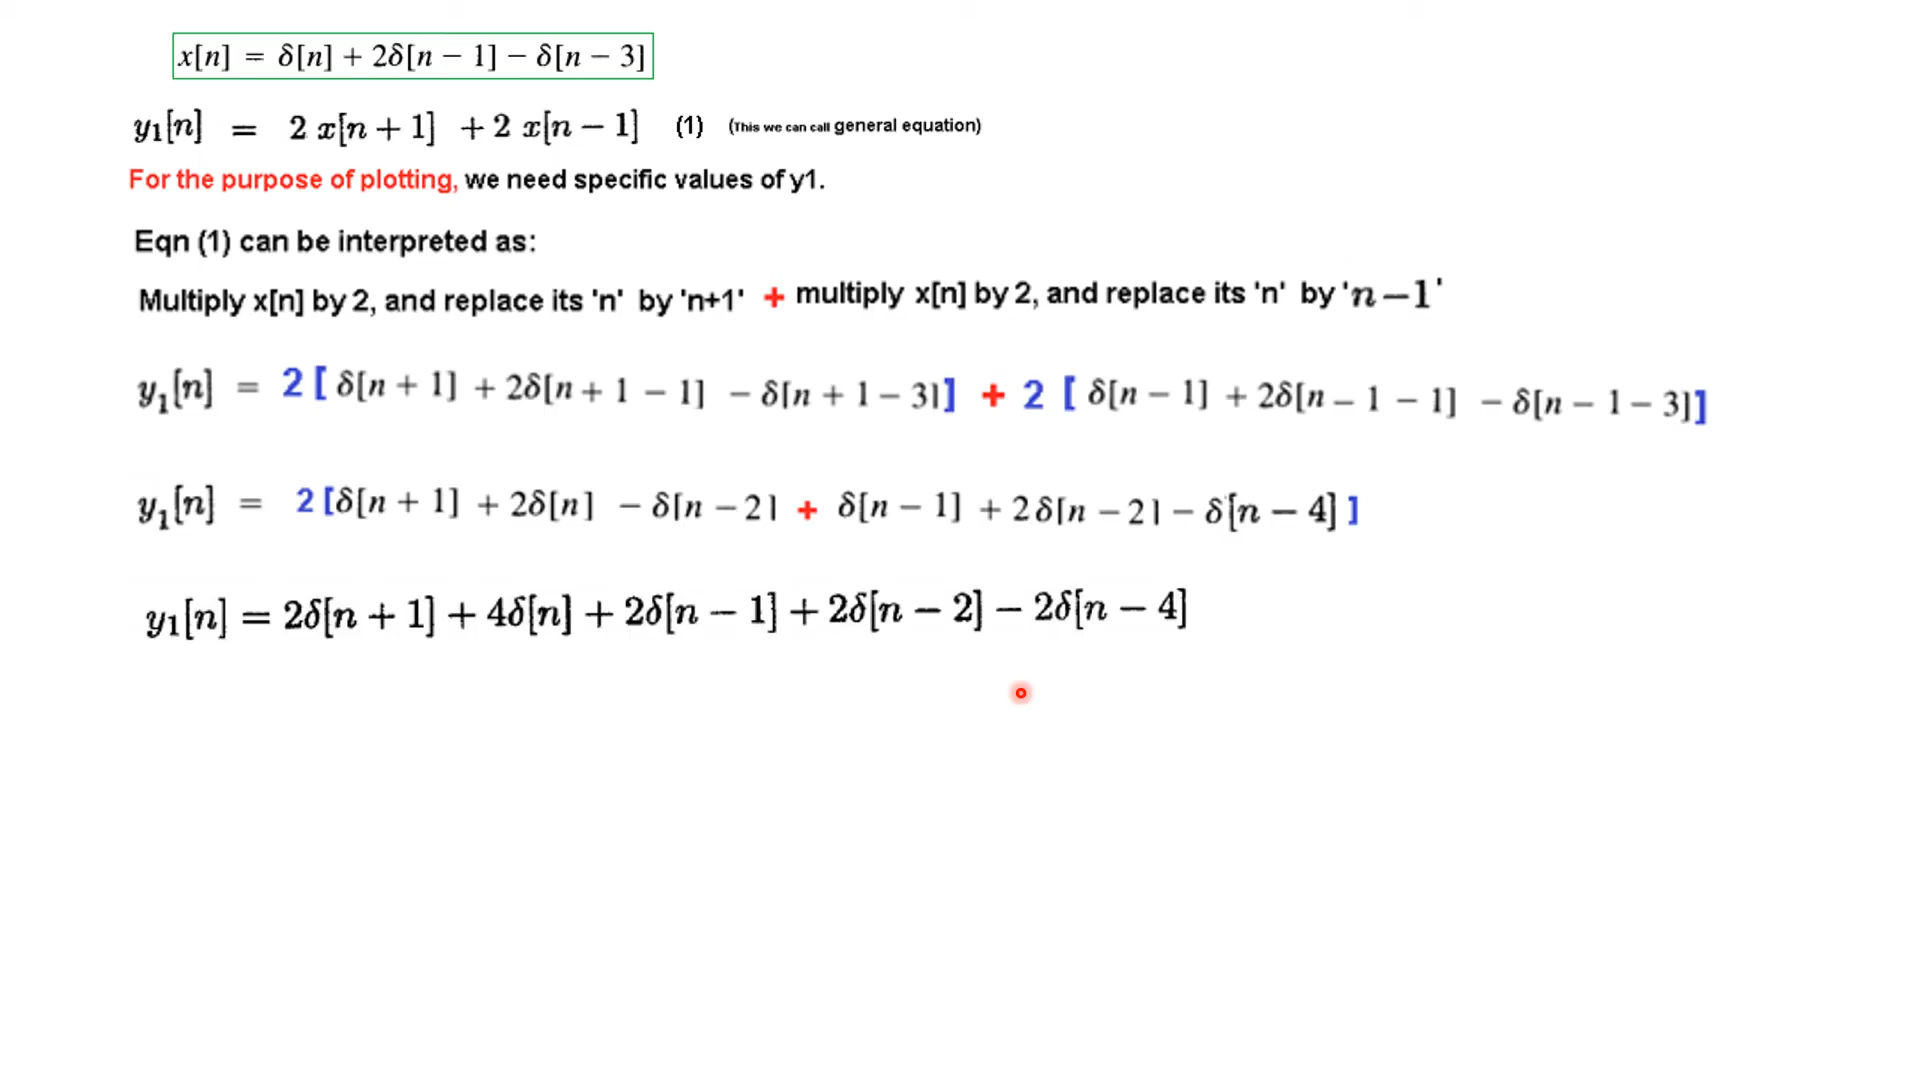 x[n] = δ[n] + 2δ[n − 1] − δ[n − 3]
y1[n] = 2 x[n + 1] + 2 x[n − 1] (1) (This we can call general equation)
For the purpose of plotting, we need specific values of y1.
Eqn (1) can be interpreted as:
Multiply x[n] by 2, and replace its 'n' by 'n+1' + multiply x[n] by 2, and replace its 'n' by 'n−1'
y₁[n] = 2 [ δ[n + 1] + 2δ[n + 1 − 1] − δ[n + 1 − 3]] + 2 [ δ[n − 1] + 2δ[n − 1 − 1] − δ[n − 1 − 3]]
y₁[n] = 2 [δ[n + 1] + 2δ[n] − δ[n − 2] + δ[n − 1] + 2δ[n − 2] − δ[n − 4] ]
y1[n] = 2δ[n + 1] + 4δ[n] + 2δ[n − 1] + 2δ[n − 2] − 2δ[n − 4]